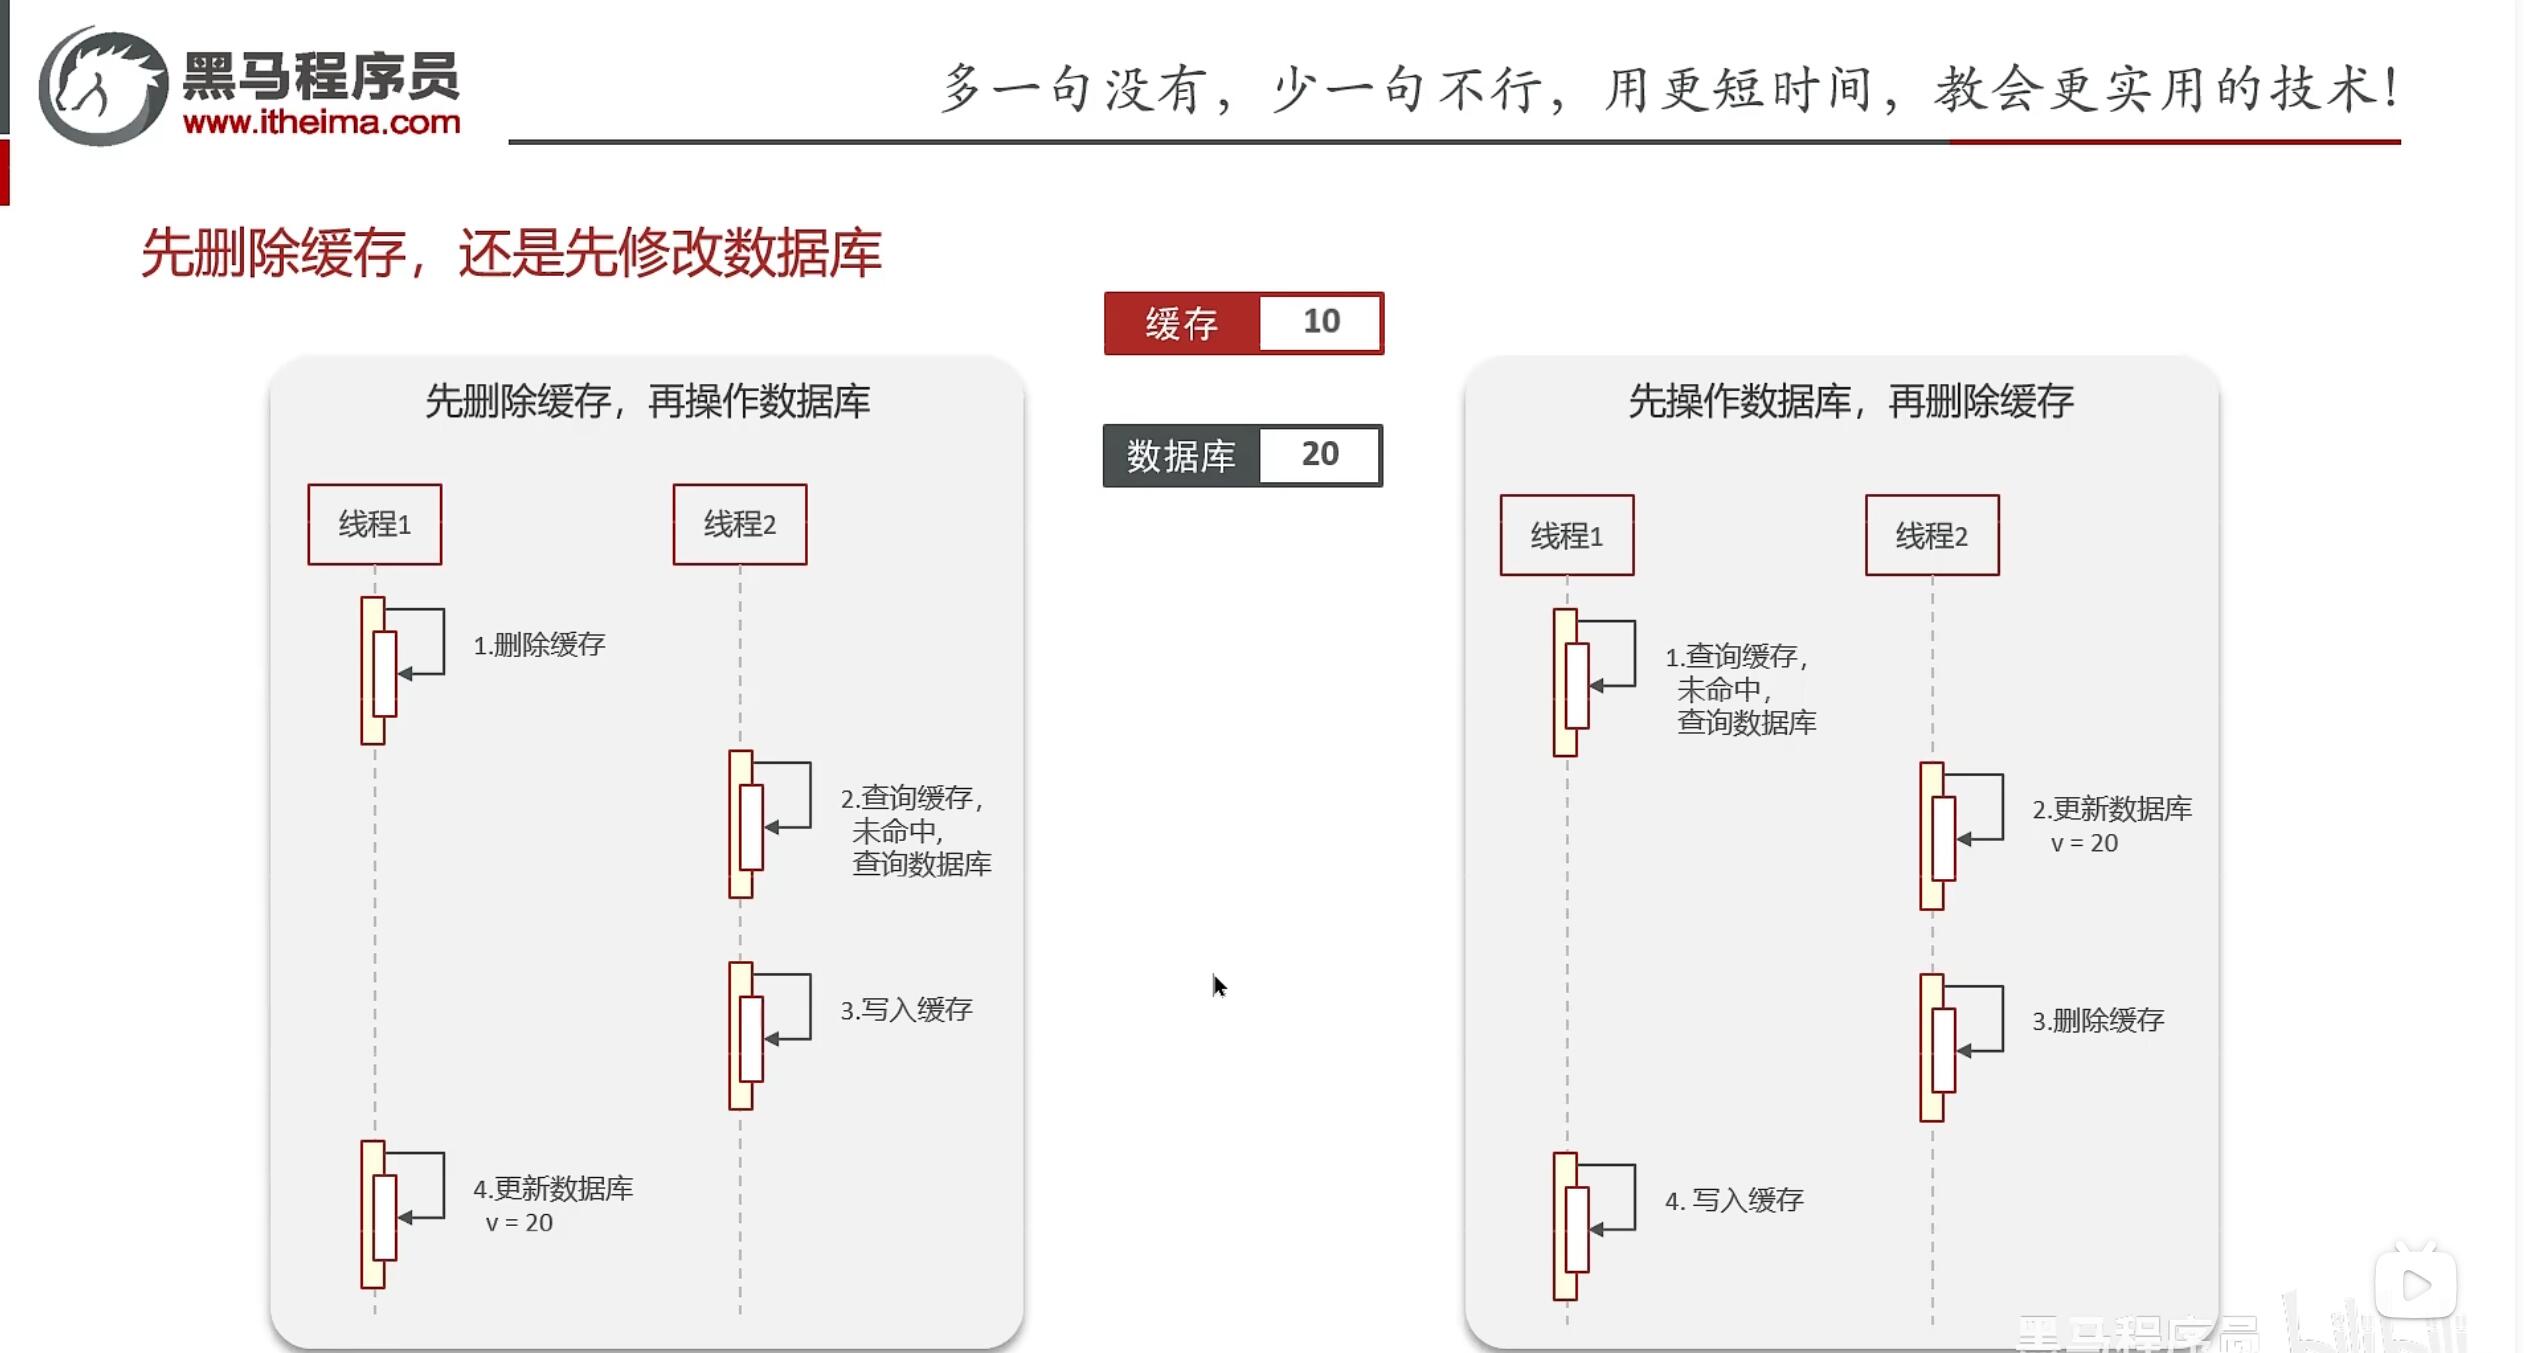 黑马程序员
www.itheima.com
多一句没有，少一句不行，用更短时间，教会更实用的技术！
先删除缓存，还是先修改数据库
缓存 10
数据库 20
先删除缓存，再操作数据库
线程1
线程2
1.删除缓存
2.查询缓存，
未命中，
查询数据库
3.写入缓存
4.更新数据库
v = 20
先操作数据库，再删除缓存
线程1
线程2
1.查询缓存，
未命中，
查询数据库
2.更新数据库
v = 20
3.删除缓存
4. 写入缓存
黑马程序员